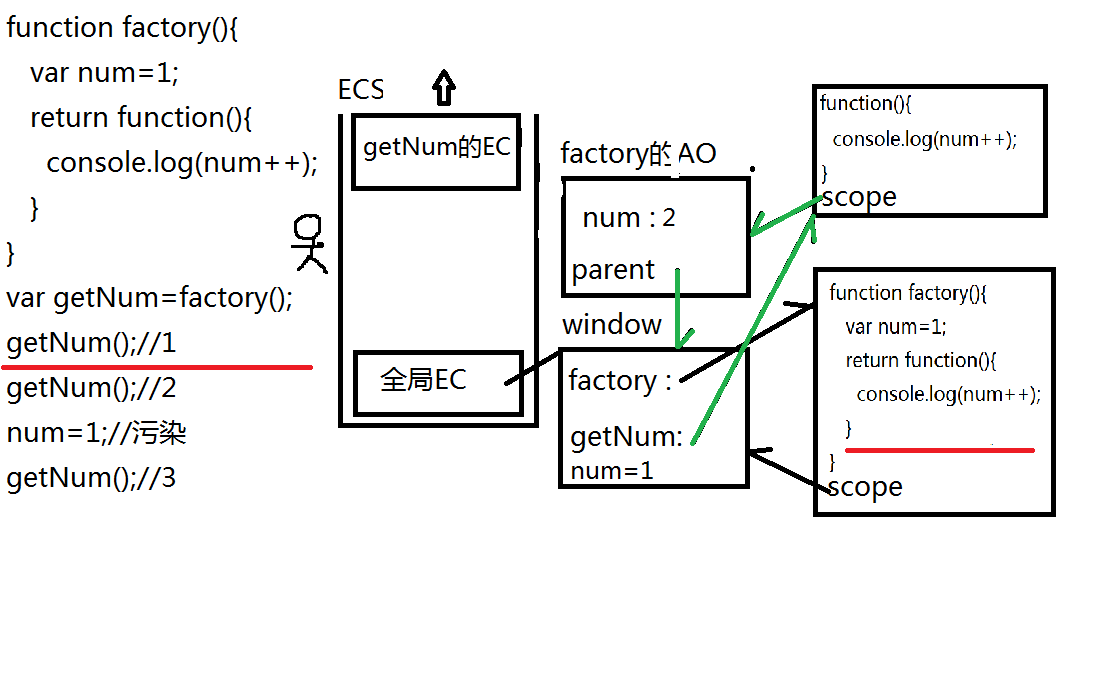 function factory(){
var num=1;
return function(){
console.log(num++);
}
}
var getNum=factory();
getNum();//1
getNum();//2
num=1;//污染
getNum();//3
ECS
getNum的EC
全局EC
factory的AO
num : 2
parent
window
factory :
getNum:
num=1
function(){
console.log(num++);
}
scope
function factory(){
var num=1;
return function(){
console.log(num++);
}
}
scope